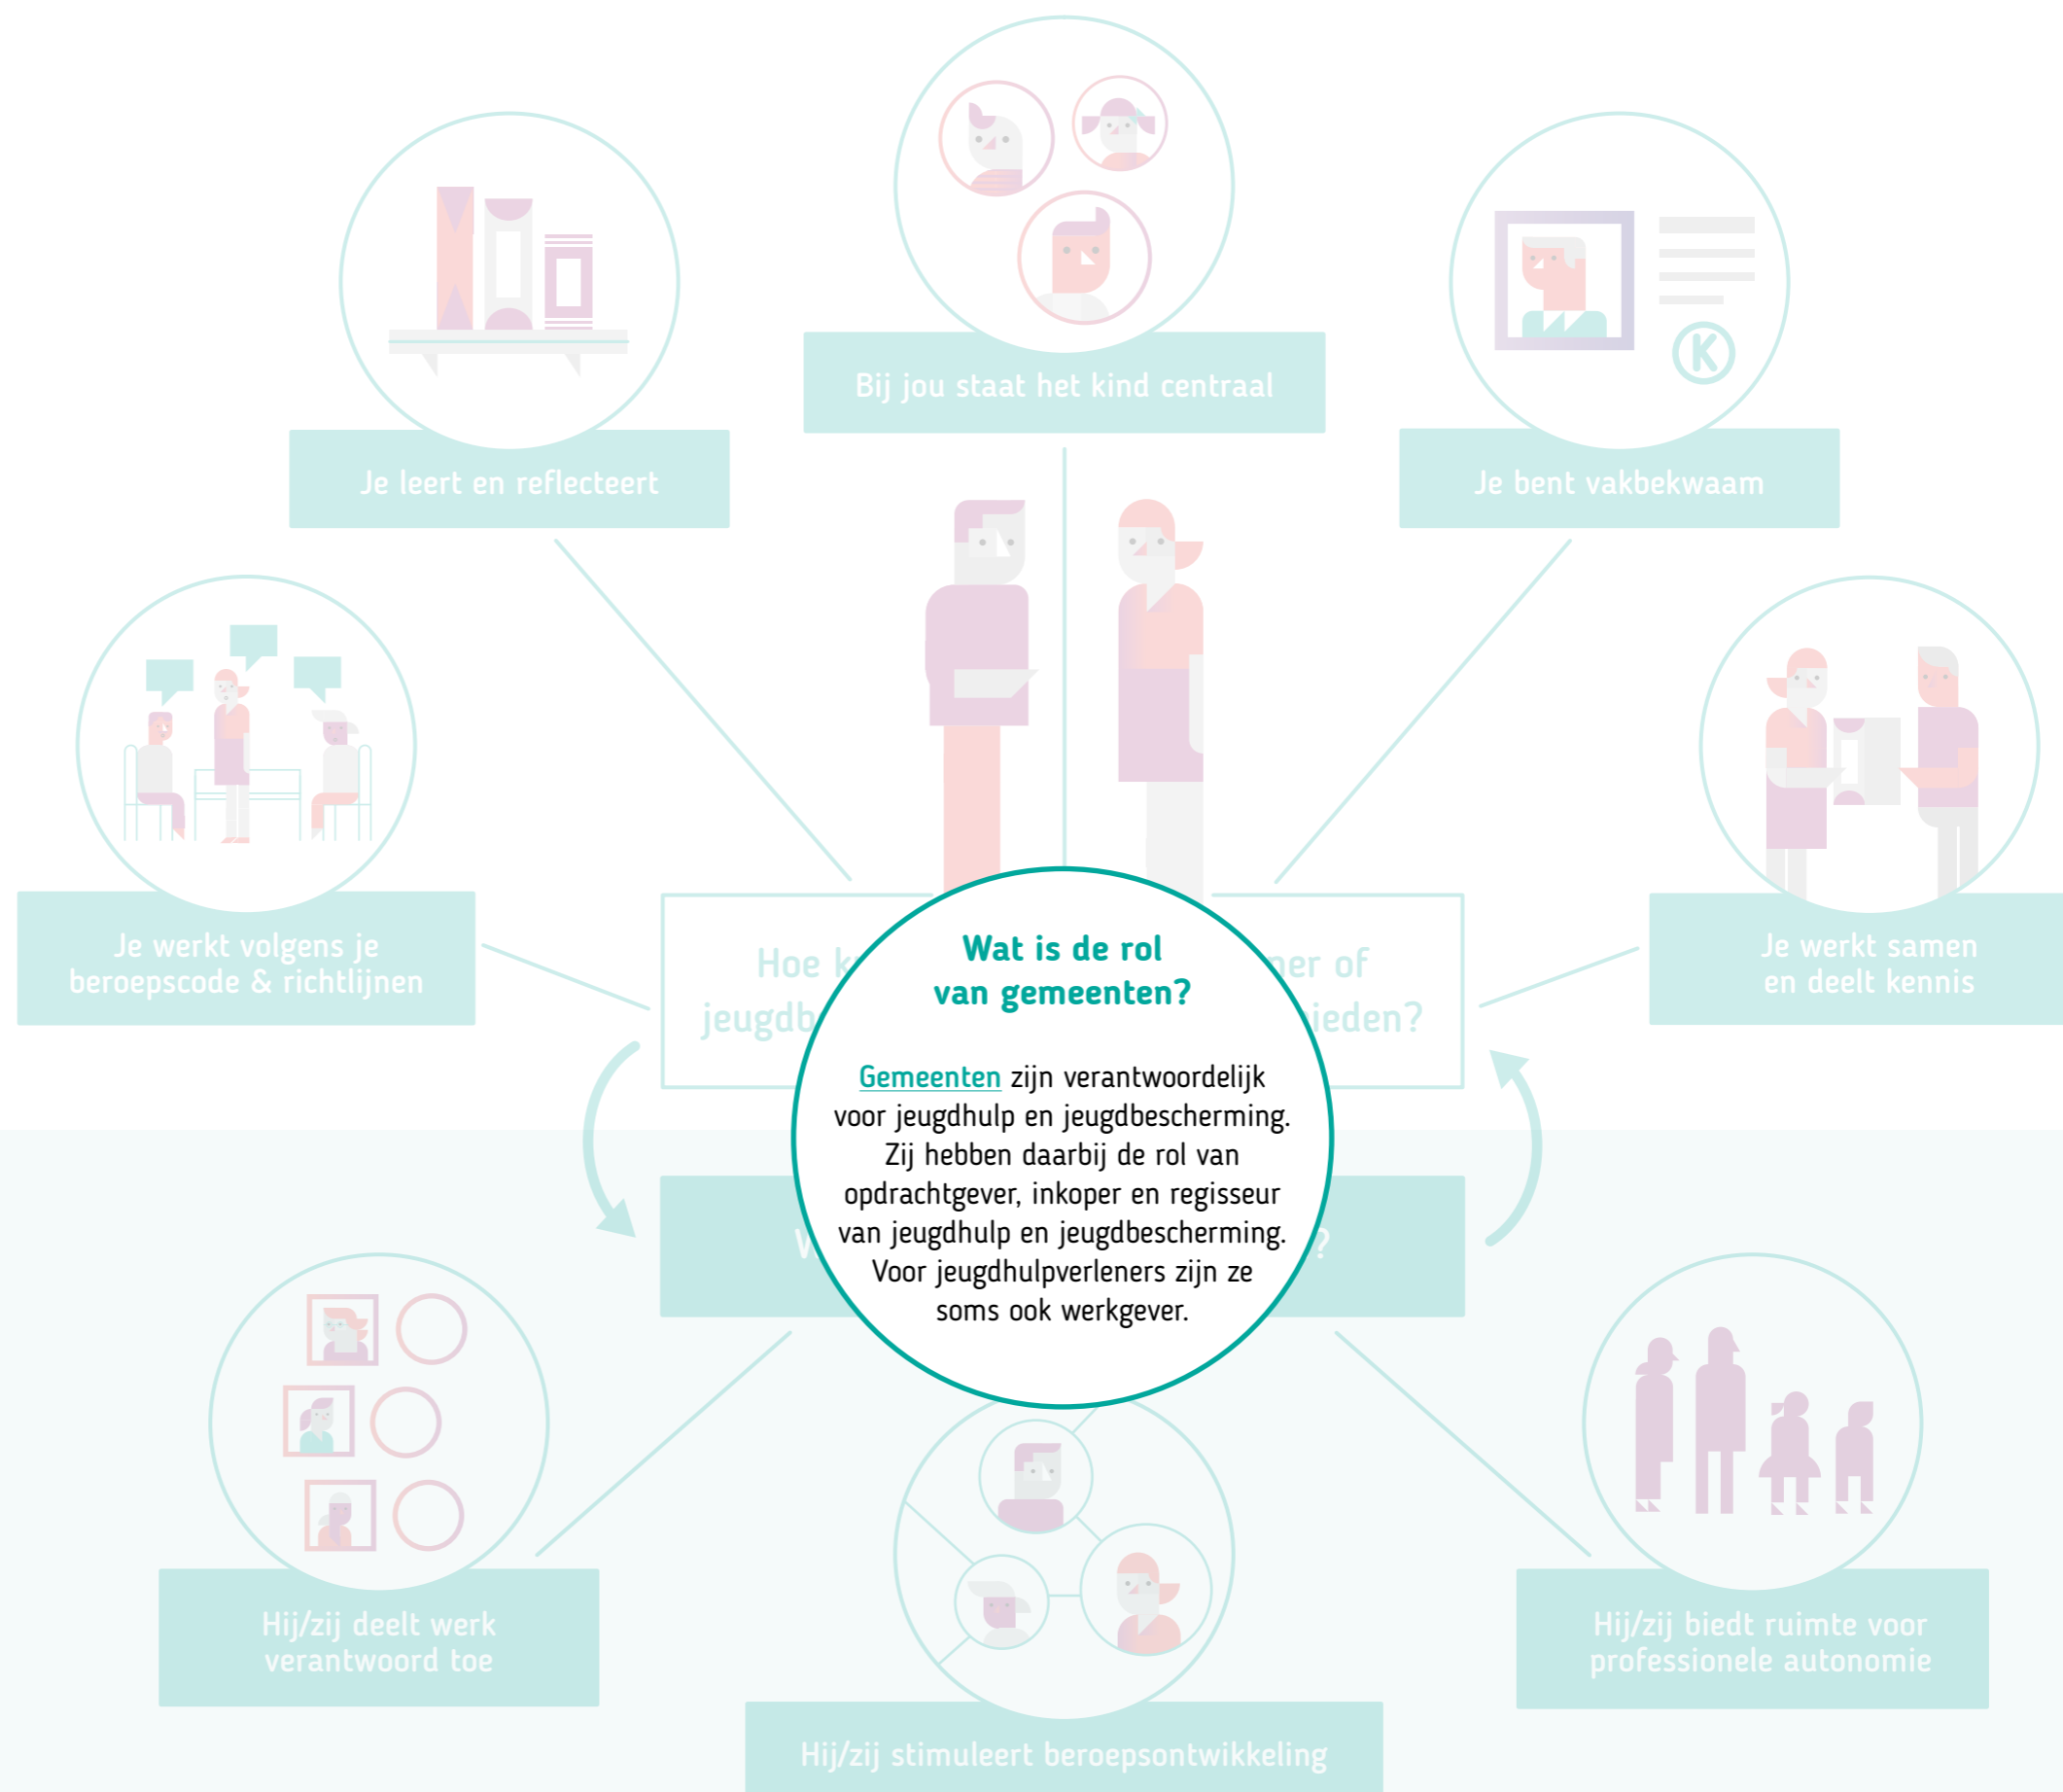 Bij jou staat het kind centraal
Je leert en reflecteert
Je bent vakbekwaam
K
Je werkt volgens je
beroepscode & richtlijnen
Je werkt samen
en deelt kennis
Hoe
of
Wat is de rol
van gemeenten?
Gemeenten zijn verantwoordelijk
voor jeugdhulp en jeugdbescherming.
Zij hebben daarbij de rol van
opdrachtgever, inkoper en regisseur
van jeugdhulp en jeugdbescherming.
Voor jeugdhulpverleners zijn ze
soms ook werkgever.
?
Hij/zij deelt werk
verantwoord toe
Hij/zij biedt ruimte voor
professionele autonomie
Hij/zij stimuleert beroepsontwikkeling